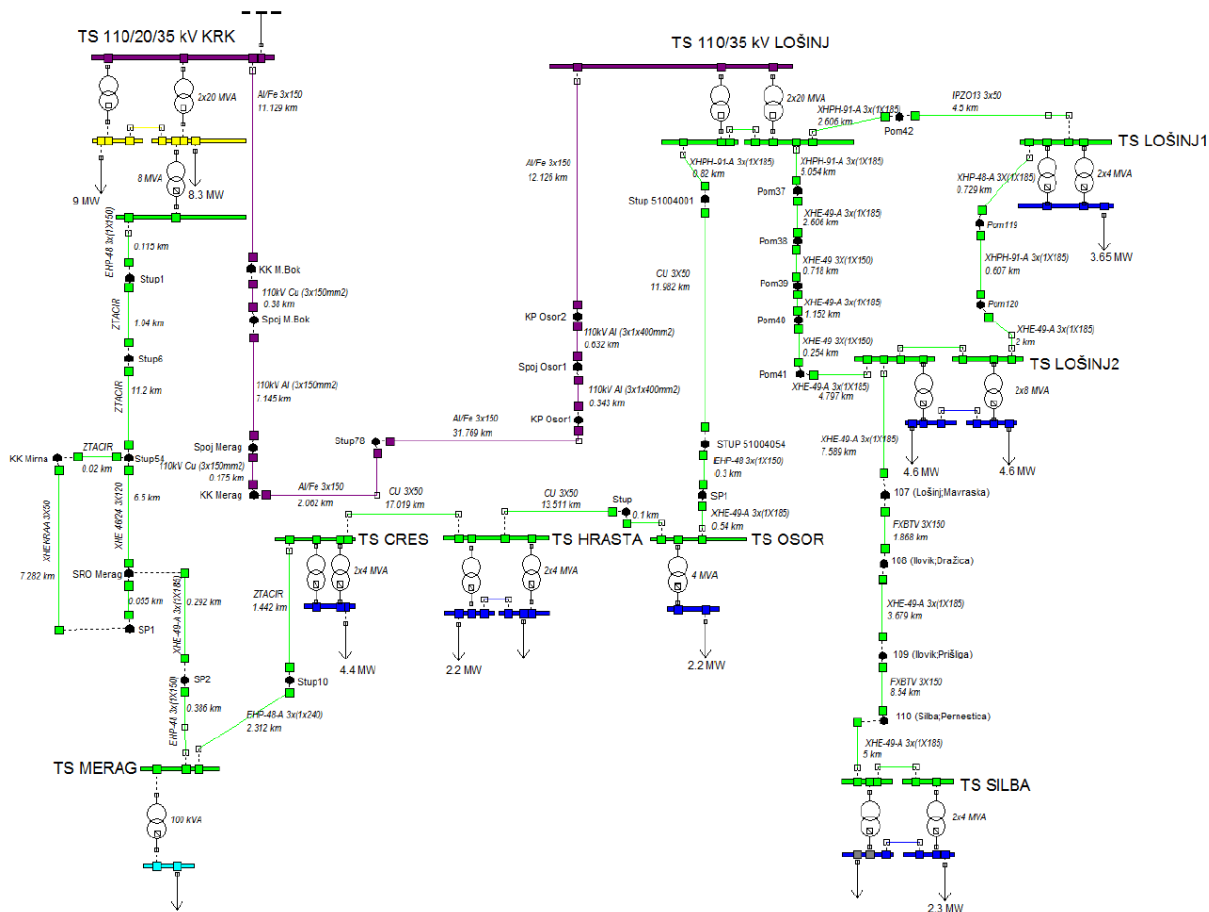 TS 110/20/35 kV KRK
2x20 MVA
8 MVA
9 MW
8.3 MW
Al/Fe 3x150
11.129 km
EHP-48 3x(1X150)
0.115 km
Stup1
ZTACIR
1.04 km
Stup6
ZTACIR
11.2 km
ZTACIR
0.02 km
KK Mirna
Stup54
7.282 km
6.5 km
SRO Merag
0.055 km
SP1
XHE-49-A 3x(1X185)
0.292 km
SP2
EHP-48 3x(1X150)
0.386 km
TS MERAG
100 kVA
KK M.Bok
110kV Cu (3x150mm2)
0.38 km
Spoj M.Bok
110kV Al (3x150mm2)
7.145 km
Spoj Merag
110kV Cu (3x150mm2)
0.175 km
KK Merag
Al/Fe 3x150
2.062 km
Stup78
Al/Fe 3x150
31.769 km
TS CRES
2x4 MVA
4.4 MW
ZTACIR
1.442 km
Stup10
EHP-48-A 3x(1x240)
2.312 km
CU 3X50
17.019 km
TS HRASTA
2x4 MVA
2.2 MW
CU 3X50
13.511 km
Stup
0.1 km
TS OSOR
4 MVA
2.2 MW
TS 110/35 kV LOŠINJ
2x20 MVA
Al/Fe 3x150
12.126 km
KP Osor2
110kV Al (3x1x400mm2)
0.632 km
Spoj Osor1
110kV Al (3x1x400mm2)
0.343 km
KP Osor1
XHPH-91-A 3x(1X185)
0.82 km
Stup 51004001
CU 3X50
11.982 km
STUP 51004054
EHP-48 3x(1X150)
0.3 km
SP1
XHE-49-A 3x(1X185)
0.54 km
XHPH-91-A 3x(1X185)
5.054 km
Pom37
XHE-49-A 3x(1X185)
2.606 km
Pom38
XHE-49 3X(1X150)
0.718 km
Pom39
XHE-49-A 3x(1X185)
1.152 km
Pom40
XHE-49 3X(1X150)
0.254 km
Pom41
XHE-49-A 3x(1X185)
4.797 km
XHPH-91-A 3x(1X185)
2.606 km
Pom42
IPZO13 3x50
4.5 km
TS LOŠINJ1
2x4 MVA
3.65 MW
XHP-48-A 3X(1X185)
0.729 km
Pom119
XHPH-91-A 3x(1X185)
0.607 km
Pom120
XHE-49-A 3x(1X185)
2 km
TS LOŠINJ2
2x8 MVA
4.6 MW
4.6 MW
XHE-49-A 3x(1X185)
7.589 km
107 (Lošinj;Mavraska)
FXBTV 3X150
1.868 km
108 (Ilovik;Dražica)
XHE-49-A 3x(1X185)
3.679 km
109 (Ilovik;Prišliga)
FXBTV 3X150
8.54 km
110 (Silba;Pernestica)
XHE-49-A 3x(1X185)
5 km
TS SILBA
2x4 MVA
2.3 MW